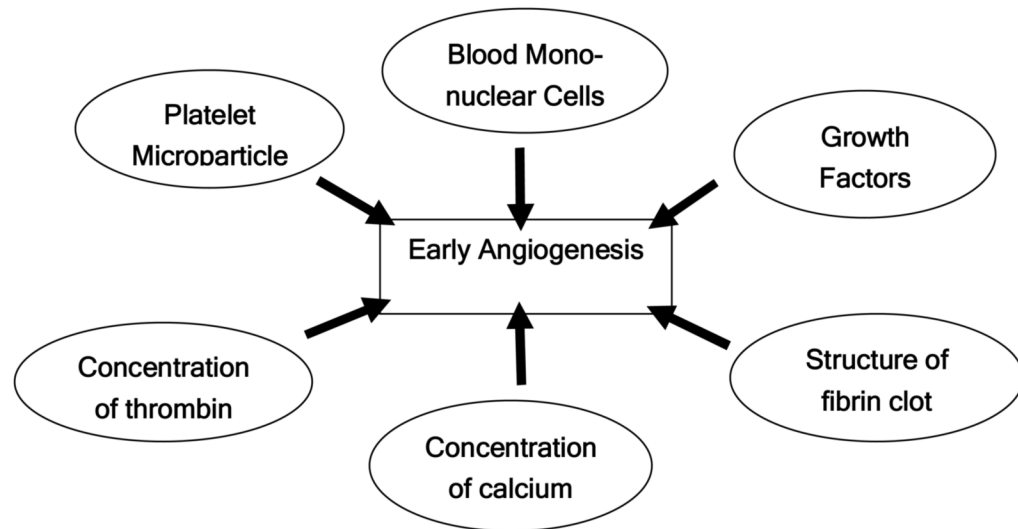 Blood Mono-
nuclear Cells
Platelet
Microparticle
Growth
Factors
Early Angiogenesis
Concentration
of thrombin
Structure of
fibrin clot
Concentration
of calcium